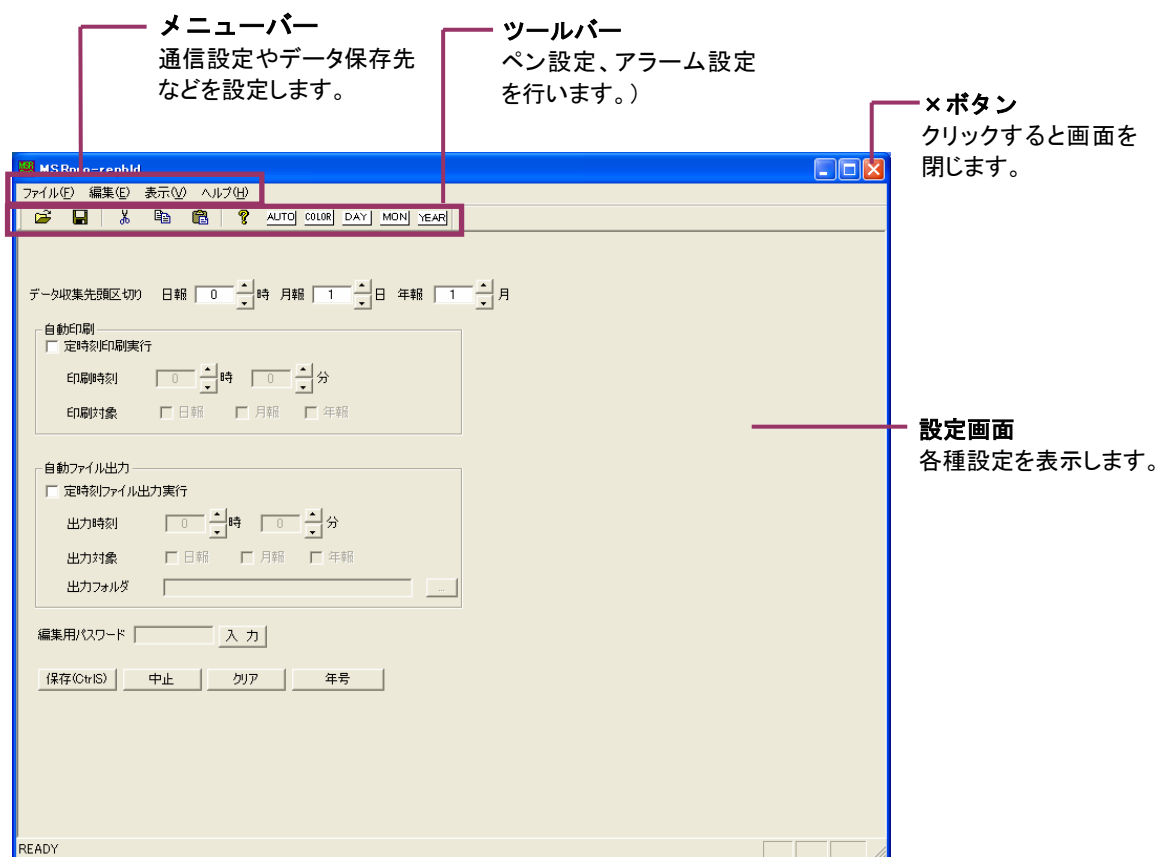 メニューバー
通信設定やデータ保存先
などを設定します。
ツールバー
ペン設定、アラーム設定
を行います。）
×ボタン
クリックすると画面を
閉じます。
MSRpro-repbld
ファイル(F) 編集(E) 表示(V) ヘルプ(H)
AUTO COLOR DAY MON YEAR
データ収集先頭区切り 日報 0 時 月報 1 日 年報 1 月
自動印刷
定時刻印刷実行
印刷時刻 0 時 0 分
印刷対象 日報 月報 年報
設定画面
各種設定を表示します。
自動ファイル出力
定時刻ファイル出力実行
出力時刻 0 時 0 分
出力対象 日報 月報 年報
出力フォルダ ...
編集用パスワード 入 力
保存(CtrlS) 中止 クリア 年号
READY